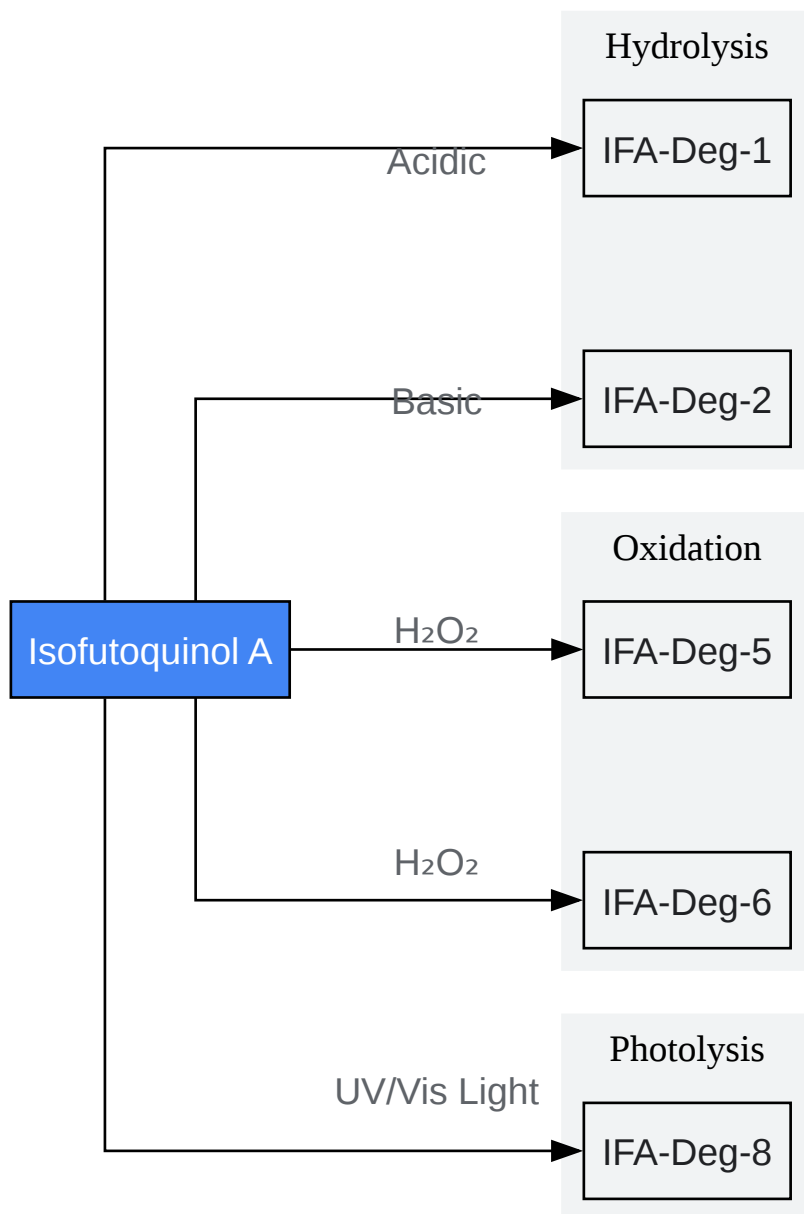 Hydrolysis
Acidic
IFA-Deg-1
Basic
IFA-Deg-2
Oxidation
Isofutoquinol A
H₂O₂
IFA-Deg-5
H₂O₂
IFA-Deg-6
Photolysis
UV/Vis Light
IFA-Deg-8